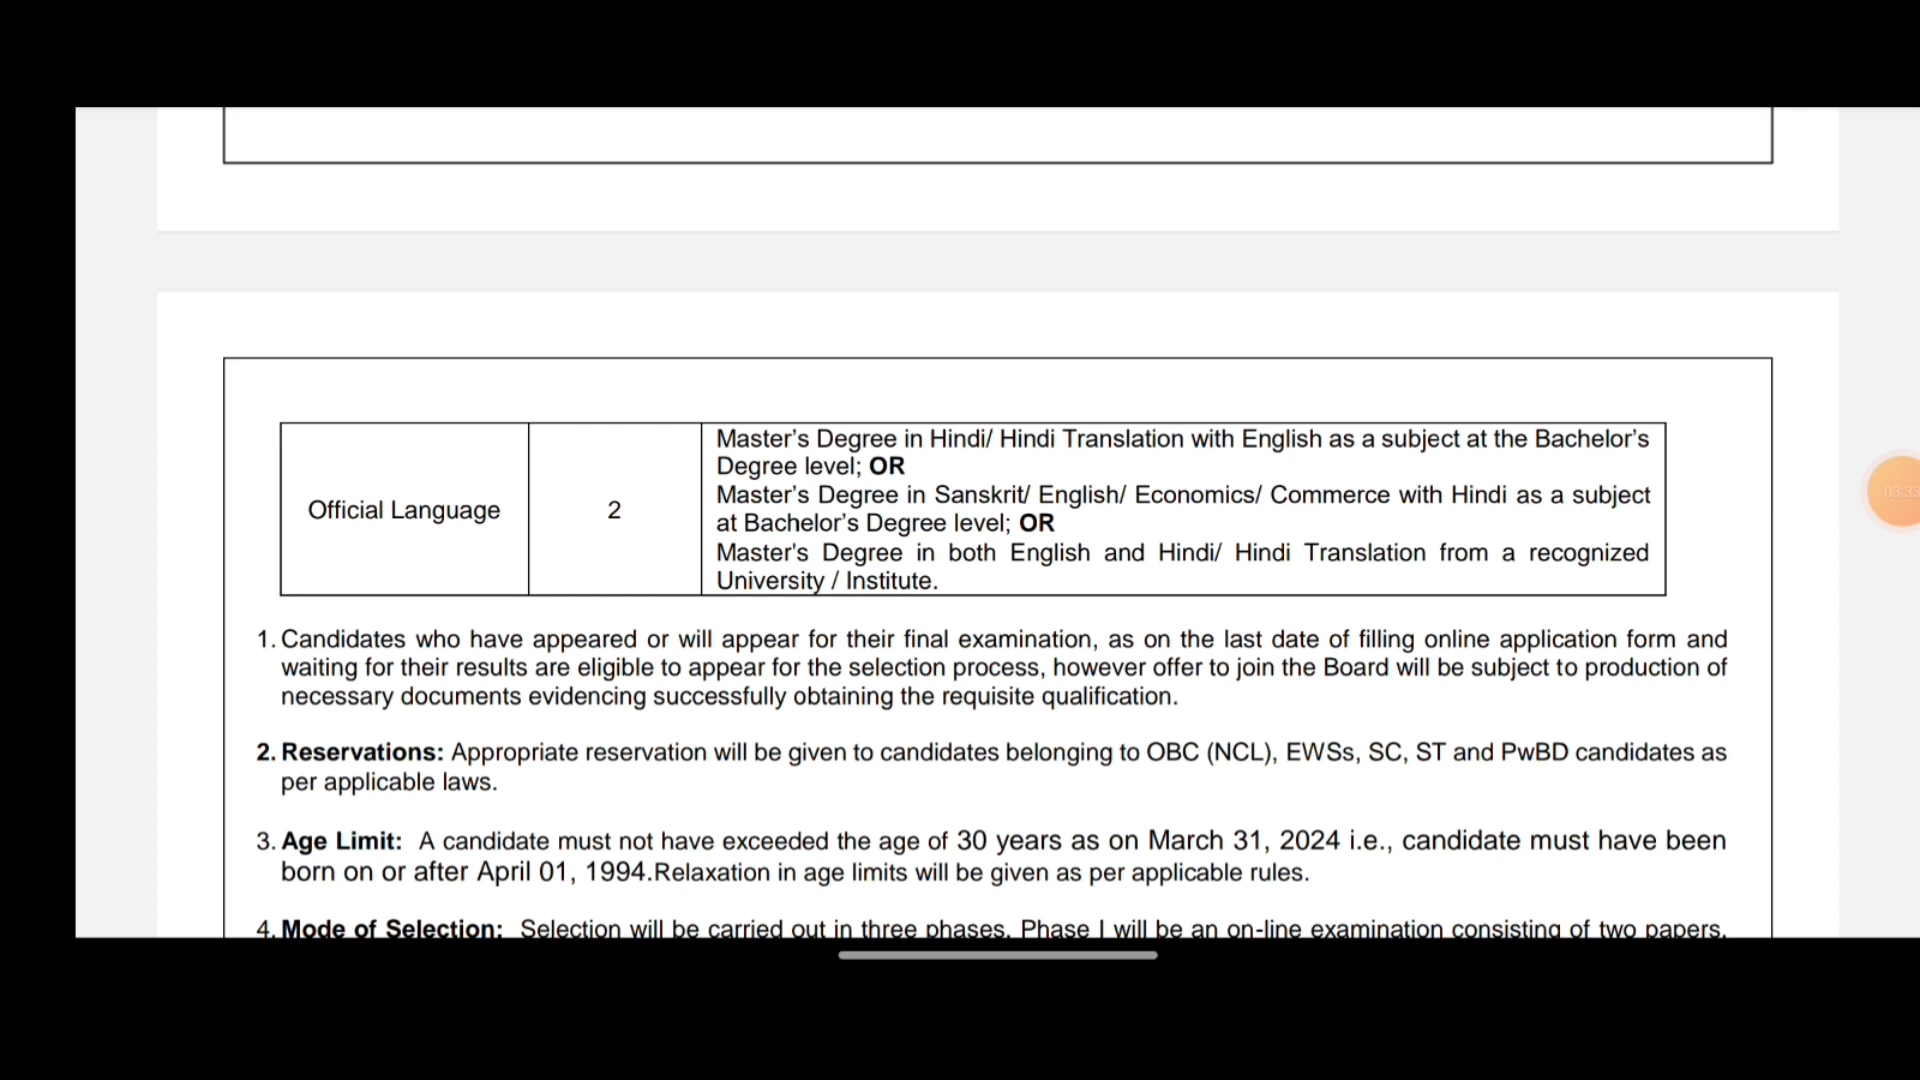 Official Language
2
Master’s Degree in Hindi/ Hindi Translation with English as a subject at the Bachelor’s
Degree level; OR
Master’s Degree in Sanskrit/ English/ Economics/ Commerce with Hindi as a subject
at Bachelor’s Degree level; OR
Master's Degree in both English and Hindi/ Hindi Translation from a recognized
University / Institute.
1. Candidates who have appeared or will appear for their final examination, as on the last date of filling online application form and
waiting for their results are eligible to appear for the selection process, however offer to join the Board will be subject to production of
necessary documents evidencing successfully obtaining the requisite qualification.
2. Reservations: Appropriate reservation will be given to candidates belonging to OBC (NCL), EWSs, SC, ST and PwBD candidates as
per applicable laws.
3. Age Limit: A candidate must not have exceeded the age of 30 years as on March 31, 2024 i.e., candidate must have been
born on or after April 01, 1994.Relaxation in age limits will be given as per applicable rules.
4. Mode of Selection: Selection will be carried out in three phases. Phase I will be an on-line examination consisting of two papers.
03:33